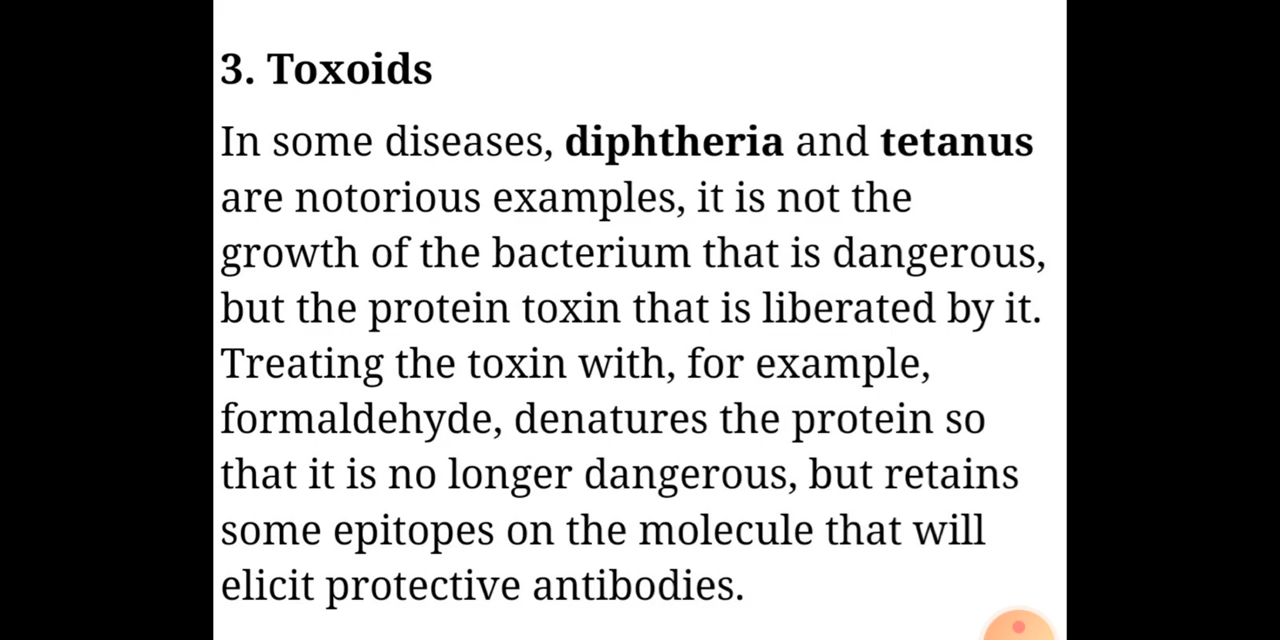 3. Toxoids
In some diseases, diphtheria and tetanus
are notorious examples, it is not the
growth of the bacterium that is dangerous,
but the protein toxin that is liberated by it.
Treating the toxin with, for example,
formaldehyde, denatures the protein so
that it is no longer dangerous, but retains
some epitopes on the molecule that will
elicit protective antibodies.